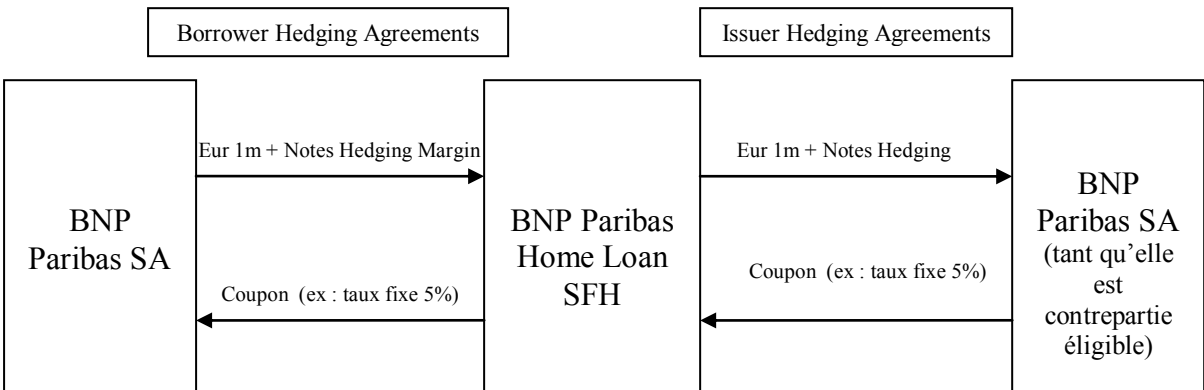 Borrower Hedging Agreements
Issuer Hedging Agreements
Eur 1m + Notes Hedging Margin
Eur 1m + Notes Hedging
BNP
Paribas SA
BNP Paribas
Home Loan
SFH
BNP
Paribas SA
(tant qu’elle
est
contrepartie
éligible)
Coupon (ex : taux fixe 5%)
Coupon (ex : taux fixe 5%)